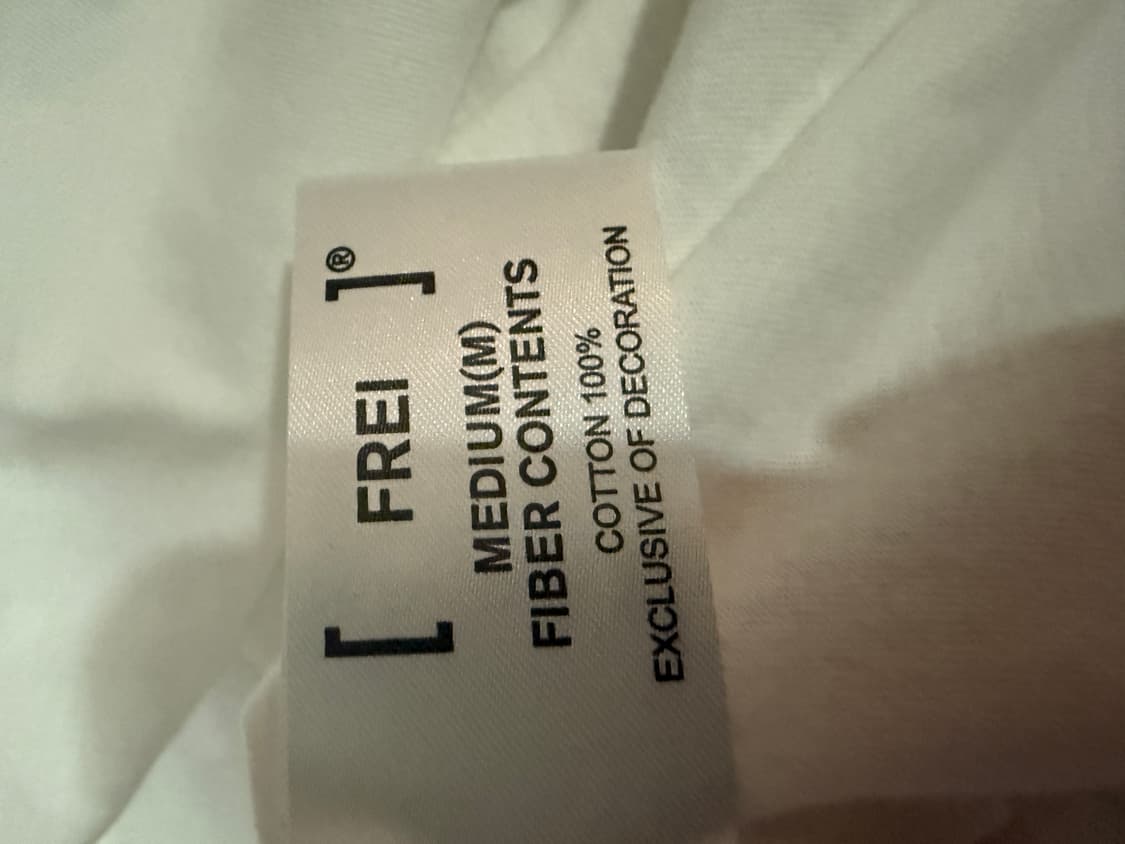 [ FREI ]®
MEDIUM(M)
FIBER CONTENTS
COTTON 100%
EXCLUSIVE OF DECORATION